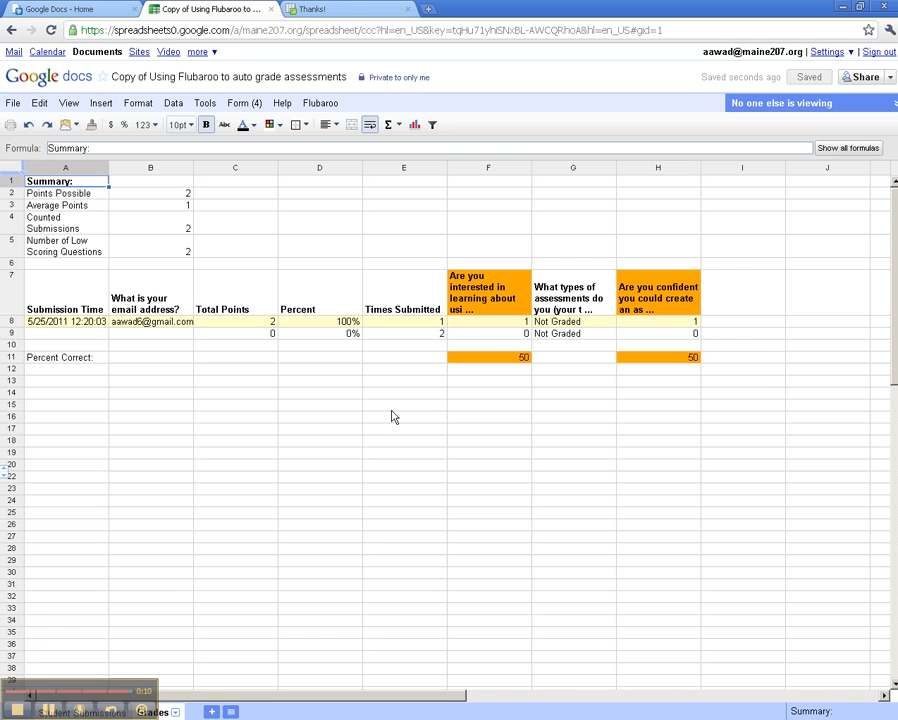 Google Docs - Home
Copy of Using Flubaroo to ...
Thanks!
https://spreadsheets0.google.com/a/maine207.org/spreadsheet/ccc?hl=en_US&key=tqHu71yhiSNxBL-AWCQRhoA&hl=en_US#gid=1
Mail Calendar Documents Sites Video more ▼
aawad@maine207.org | Settings ▼ | Sign out
Google docs
Copy of Using Flubaroo to auto grade assessments
Private to only me
Saved seconds ago
Saved
Share
File Edit View Insert Format Data Tools Form (4) Help Flubaroo
No one else is viewing
$ % 123 10pt B Abc A Σ
Formula: Summary:
Show all formulas
A B C D E F G H I J
1 Summary:
2 Points Possible 2
3 Average Points 1
4 Counted
Submissions 2
5 Number of Low
Scoring Questions 2
6
7
Submission Time
What is your
email address?
Total Points
Percent
Times Submitted
Are you
interested in
learning about
usi ...
What types of
assessments do
you (your t ...
Are you confident
you could create
an as ...
8 5/25/2011 12:20:03 aawad6@gmail.com 2 100% 1 1 Not Graded 1
9 0 0% 2 0 Not Graded 0
10
11 Percent Correct: 50 50
12
13
14
15
16
17
18
19
20
22
23
24
25
26
27
28
29
30
31
32
33
34
35
36
37
38
0:10
Student Submissions
Grades
Summary: